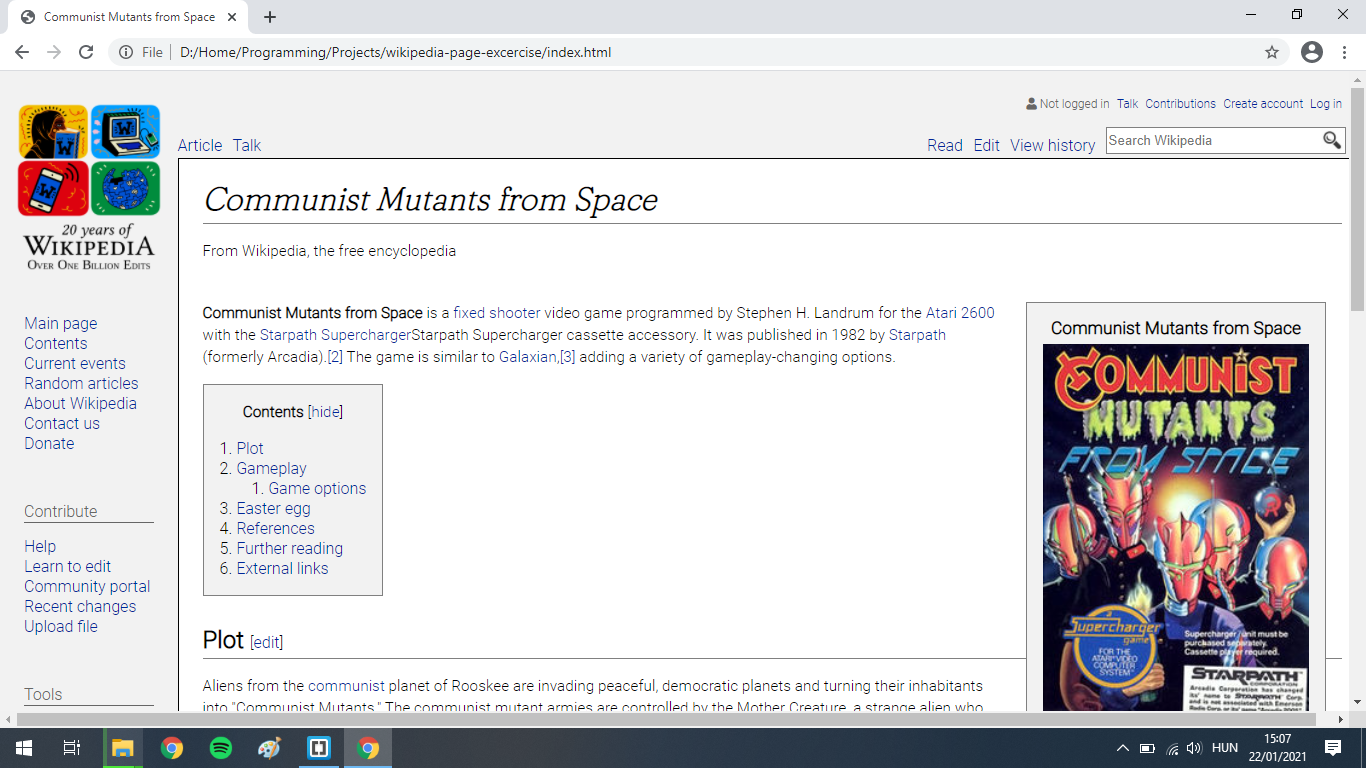 Communist Mutants from Space
File
D:/Home/Programming/Projects/wikipedia-page-excercise/index.html
Not logged in Talk Contributions Create account Log in
Article Talk
Read Edit View history
Search Wikipedia
20 years of
WIKIPEDIA
OVER ONE BILLION EDITS
Main page
Contents
Current events
Random articles
About Wikipedia
Contact us
Donate
Contribute
Help
Learn to edit
Community portal
Recent changes
Upload file
Tools
Communist Mutants from Space
From Wikipedia, the free encyclopedia
Communist Mutants from Space is a fixed shooter video game programmed by Stephen H. Landrum for the Atari 2600
with the Starpath SuperchargerStarpath Supercharger cassette accessory. It was published in 1982 by Starpath
(formerly Arcadia).[2] The game is similar to Galaxian,[3] adding a variety of gameplay-changing options.
Contents [hide]
1. Plot
2. Gameplay
1. Game options
3. Easter egg
4. References
5. Further reading
6. External links
Plot [edit]
Aliens from the communist planet of Rooskee are invading peaceful, democratic planets and turning their inhabitants
into "Communist Mutants." The communist mutant armies are controlled by the Mother Creature, a strange alien who
Communist Mutants from Space
COMMUNIST
MUTANTS
FROM SPACE
a
Supercharger
game
FOR THE
ATARI VIDEO
COMPUTER
SYSTEM
Supercharger unit must be
purchased separately.
Cassette player required.
STARPATH
CORPORATION
Arcadia Corporation has changed
its' name to STARPATH Corp.
and is not associated with Emerson
Radio Corp. or its' game "Arcadia 2001"
HUN
15:07
22/01/2021